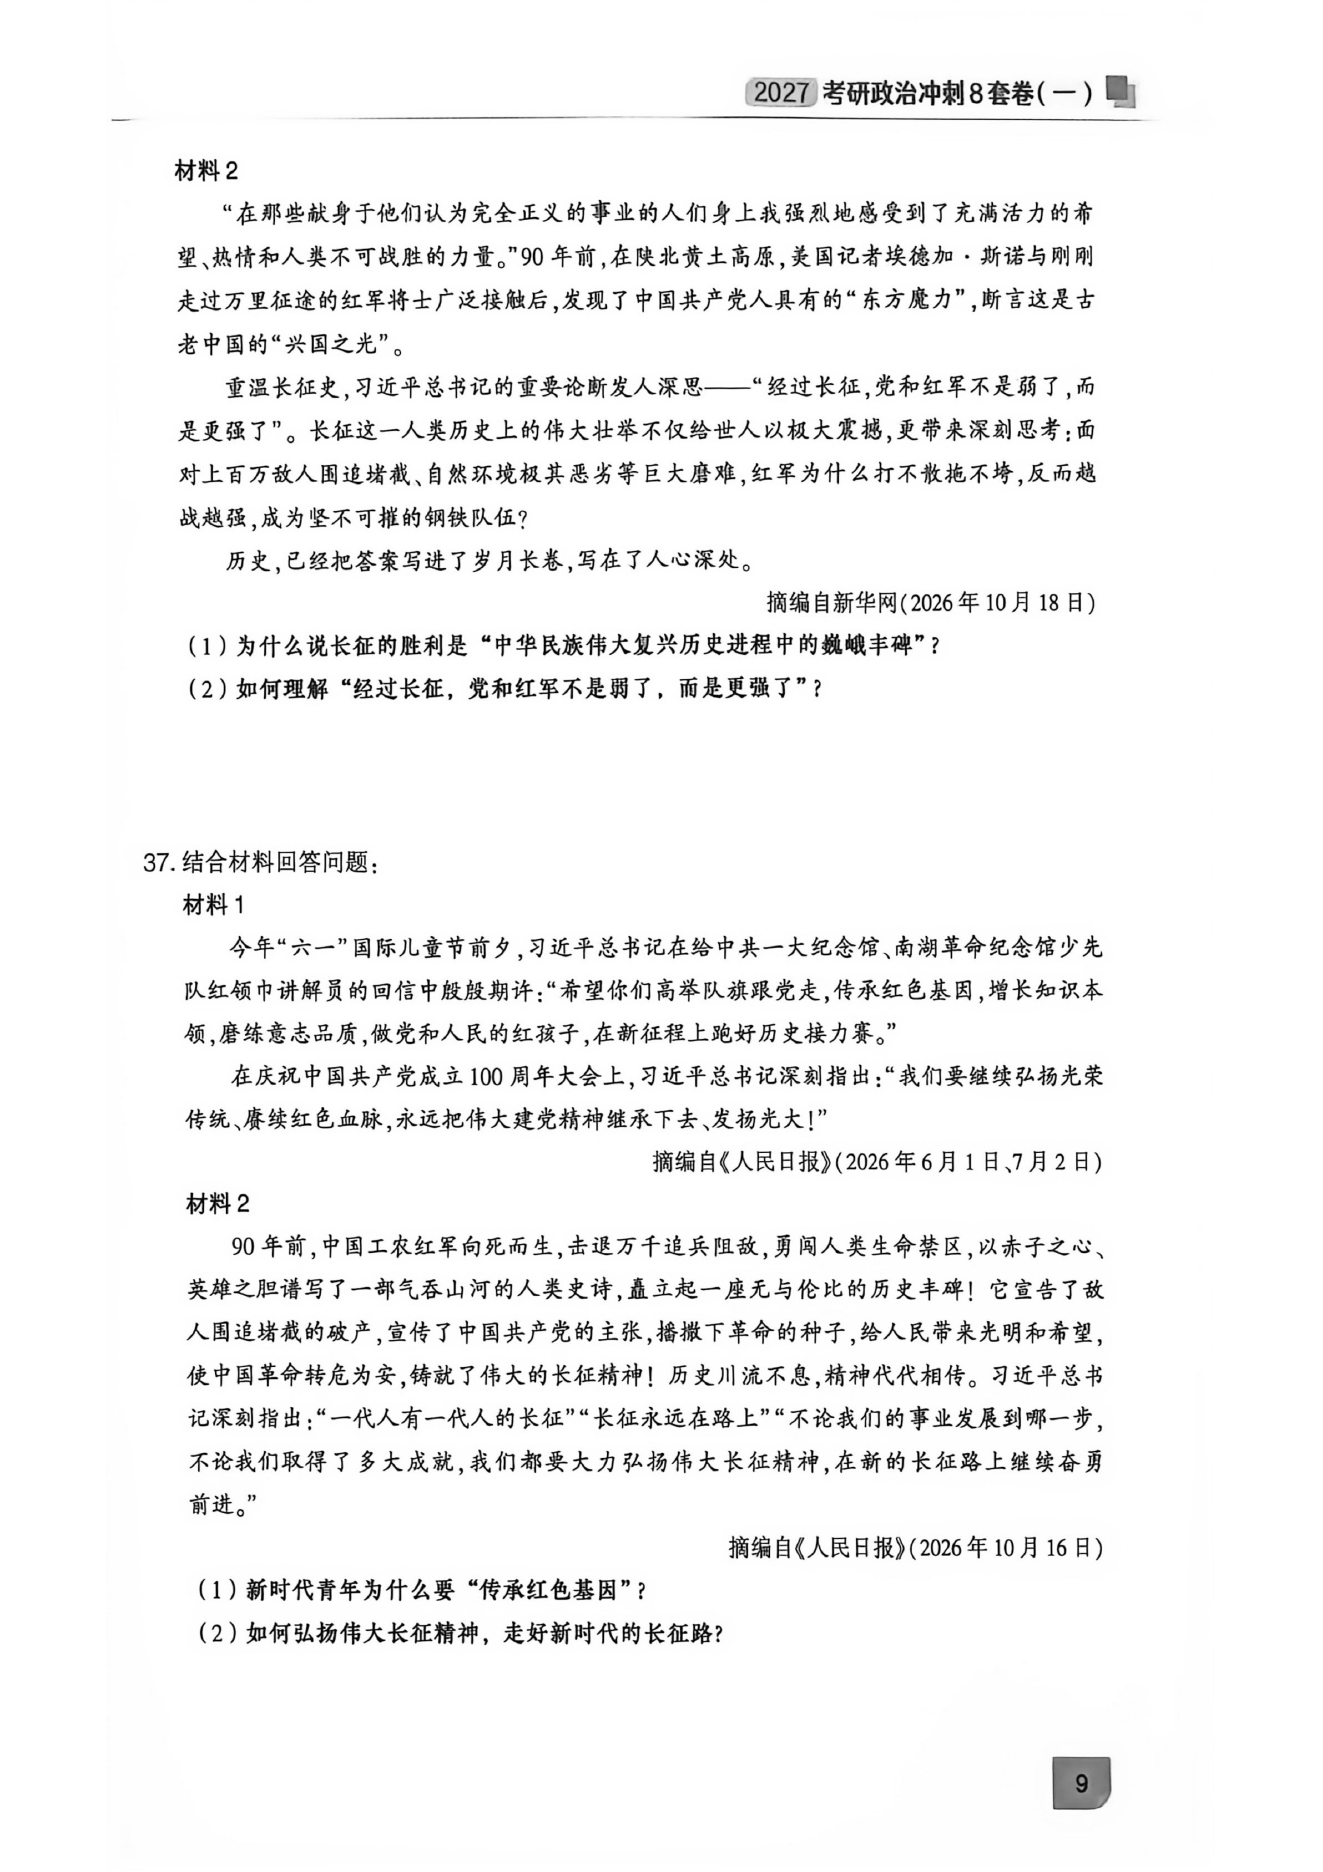 2027 考研政治冲刺8套卷(一)
材料2
“在那些献身于他们认为完全正义的事业的人们身上我强烈地感受到了充满活力的希
望、热情和人类不可战胜的力量。”90年前,在陕北黄土高原,美国记者埃德加·斯诺与刚刚
走过万里征途的红军将士广泛接触后,发现了中国共产党人具有的“东方魔力”,断言这是古
老中国的“兴国之光”。
重温长征史,习近平总书记的重要论断发人深思——“经过长征,党和红军不是弱了,而
是更强了”。长征这一人类历史上的伟大壮举不仅给世人以极大震撼,更带来深刻思考:面
对上百万敌人围追堵截、自然环境极其恶劣等巨大磨难,红军为什么打不散拖不垮,反而越
战越强,成为坚不可摧的钢铁队伍?
历史,已经把答案写进了岁月长卷,写在了人心深处。
摘编自新华网(2026年10月18日)
(1)为什么说长征的胜利是“中华民族伟大复兴历史进程中的巍峨丰碑”?
(2)如何理解“经过长征，党和红军不是弱了，而是更强了”?
37.结合材料回答问题:
材料1
今年“六一”国际儿童节前夕,习近平总书记在给中共一大纪念馆、南湖革命纪念馆少先
队红领巾讲解员的回信中殷殷期许:“希望你们高举队旗跟党走,传承红色基因,增长知识本
领,磨练意志品质,做党和人民的红孩子,在新征程上跑好历史接力赛。”
在庆祝中国共产党成立100周年大会上,习近平总书记深刻指出:“我们要继续弘扬光荣
传统、赓续红色血脉,永远把伟大建党精神继承下去、发扬光大!”
摘编自《人民日报》(2026年6月1日、7月2日)
材料2
90年前,中国工农红军向死而生,击退万千追兵阻敌,勇闯人类生命禁区,以赤子之心、
英雄之胆谱写了一部气吞山河的人类史诗,矗立起一座无与伦比的历史丰碑! 它宣告了敌
人围追堵截的破产,宣传了中国共产党的主张,播撒下革命的种子,给人民带来光明和希望,
使中国革命转危为安,铸就了伟大的长征精神! 历史川流不息,精神代代相传。习近平总书
记深刻指出:“一代人有一代人的长征”“长征永远在路上”“不论我们的事业发展到哪一步,
不论我们取得了多大成就,我们都要大力弘扬伟大长征精神,在新的长征路上继续奋勇
前进。”
摘编自《人民日报》(2026年10月16日)
(1)新时代青年为什么要“传承红色基因”?
(2)如何弘扬伟大长征精神，走好新时代的长征路?
9